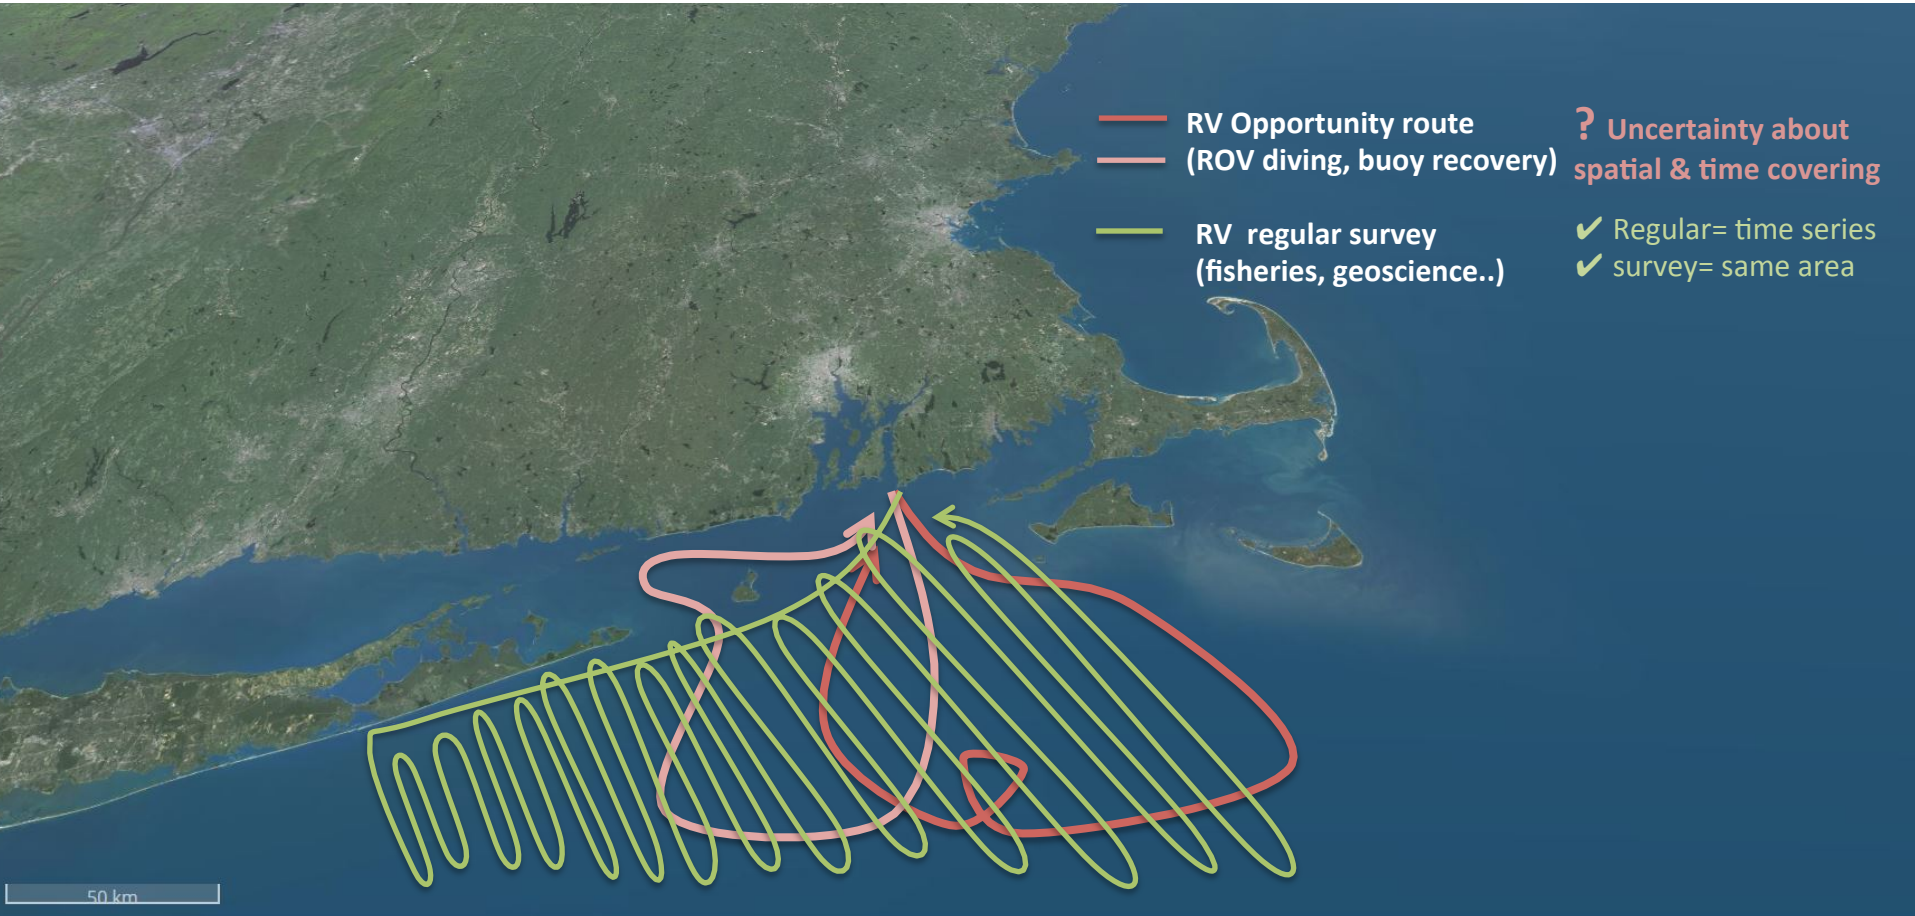 RV Opportunity route
(ROV diving, buoy recovery)
? Uncertainty about
spatial & time covering
RV regular survey
(fisheries, geoscience..)
✔ Regular= time series
✔ survey= same area
50 km